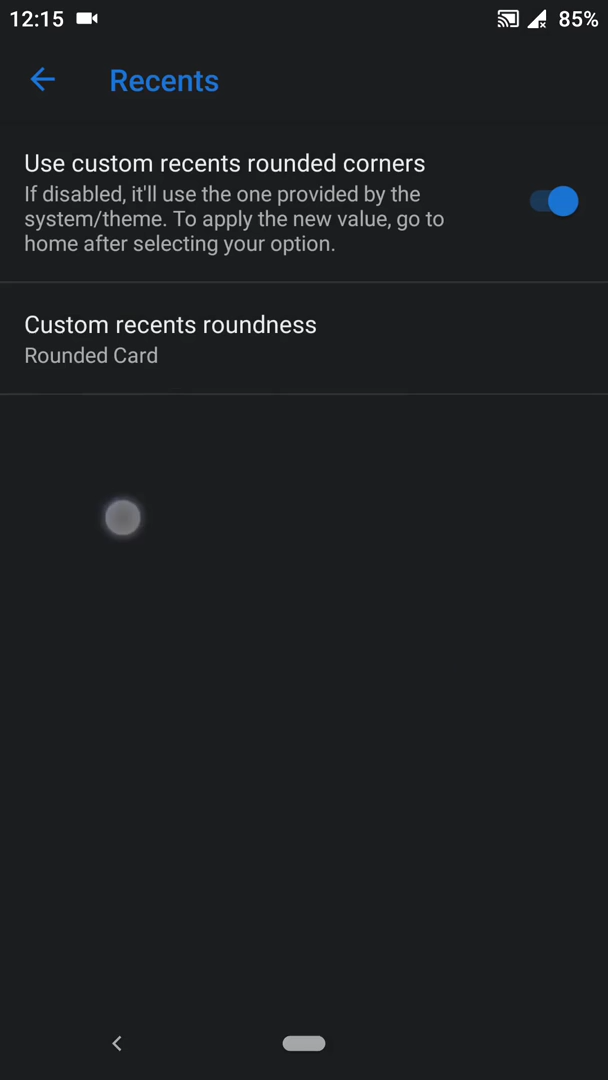 12:15 85%
Recents
Use custom recents rounded corners
If disabled, it'll use the one provided by the
system/theme. To apply the new value, go to
home after selecting your option.
Custom recents roundness
Rounded Card